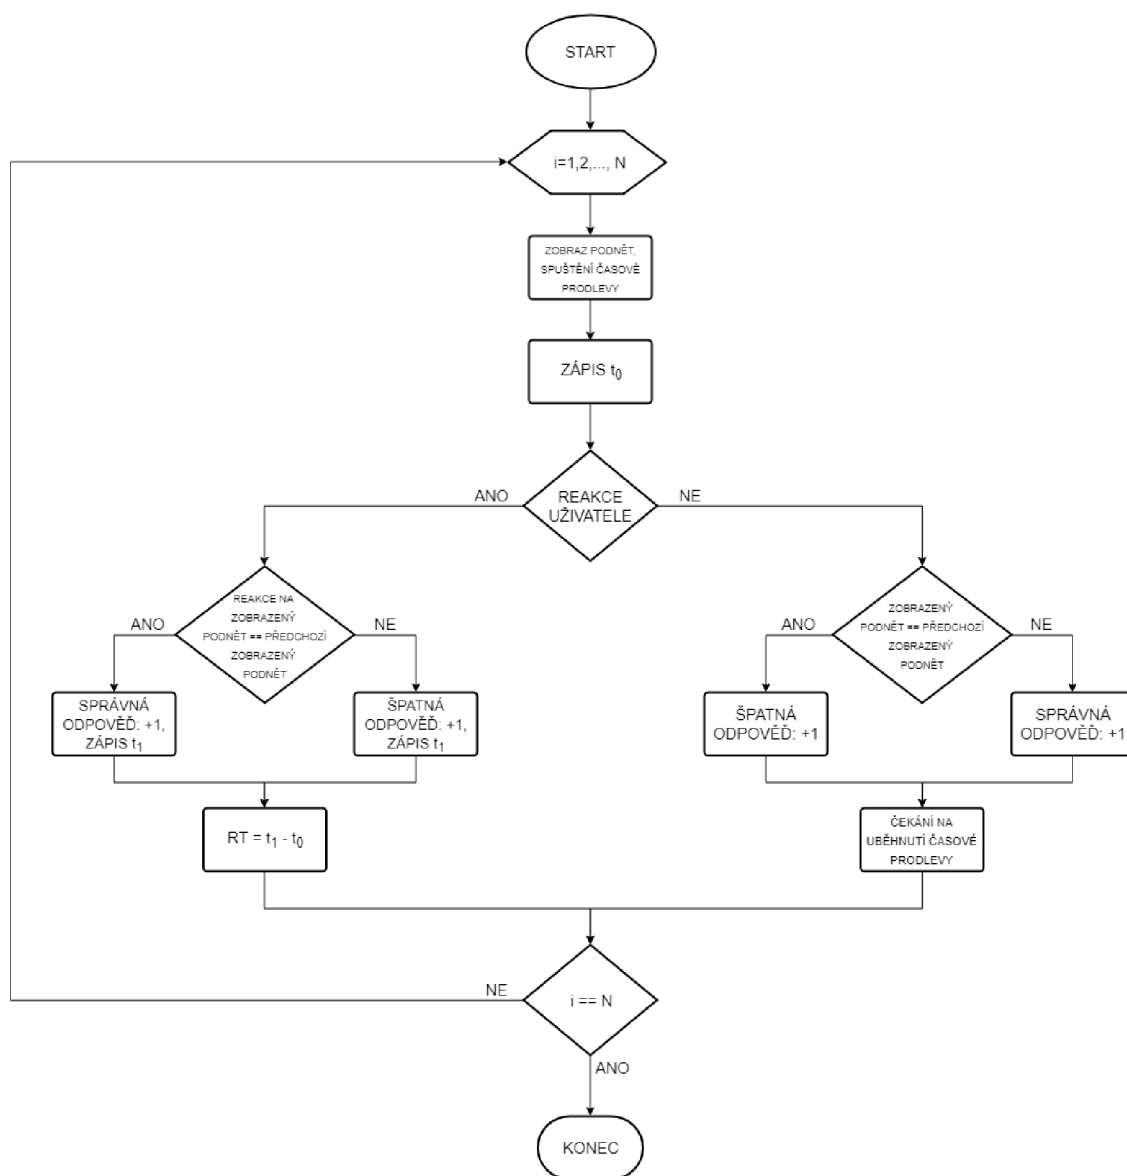 START
i=1,2,..., N
ZOBRAZ PODNĚT,
SPUŠTĚNÍ ČASOVÉ
PRODLEVY
ZÁPIS t₀
ANO
REAKCE
UŽIVATELE
NE
REAKCE NA
ZOBRAZENÝ
PODNĚT == PŘEDCHOZÍ
ZOBRAZENÝ
PODNĚT
ANO
NE
ZOBRAZENÝ
PODNĚT == PŘEDCHOZÍ
ZOBRAZENÝ
PODNĚT
ANO
NE
SPRÁVNÁ
ODPOVĚĎ: +1,
ZÁPIS t₁
ŠPATNÁ
ODPOVĚĎ: +1,
ZÁPIS t₁
ŠPATNÁ
ODPOVĚĎ: +1
SPRÁVNÁ
ODPOVĚĎ: +1
RT = t₁ - t₀
ČEKÁNÍ NA
UBĚHNUTÍ ČASOVÉ
PRODLEVY
NE
i == N
ANO
KONEC